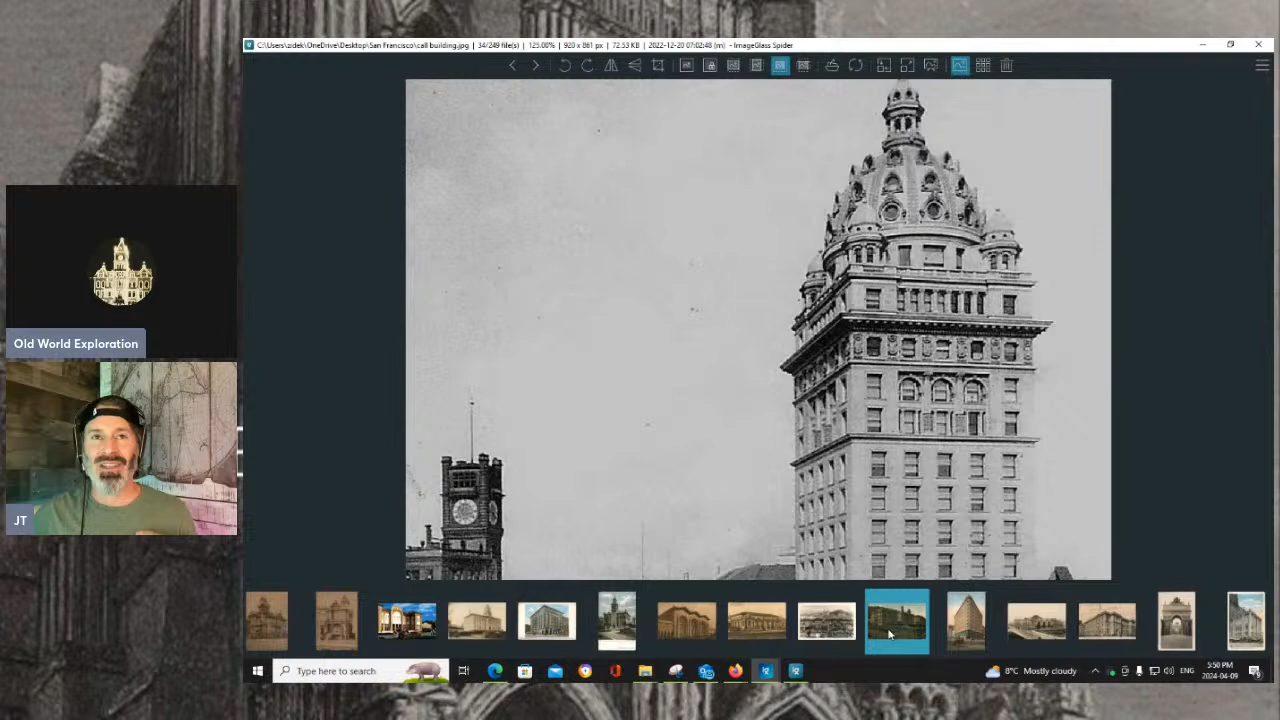 C:\Users\zidek\OneDrive\Desktop\San Francisco\call building.jpg | 34/249 file(s) | 125.00% | 920 x 861 px | 72.53 KB | 2022-12-20 07:02:48 (m) - ImageGlass Spider
Old World Exploration
JT
Type here to search
8°C Mostly cloudy
ENG
5:50 PM
2024-04-09